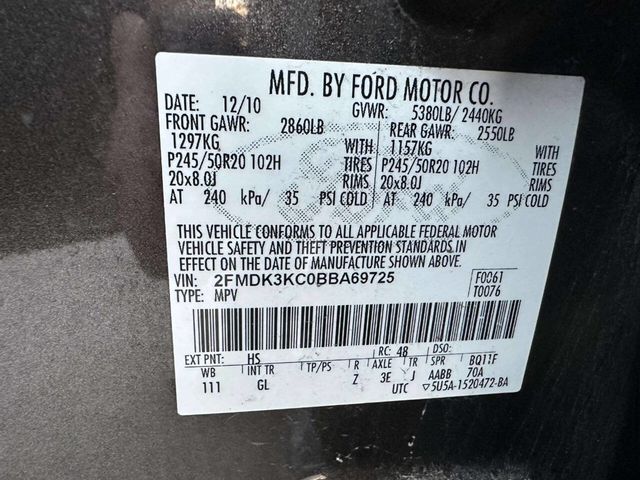 MFD. BY FORD MOTOR CO.
DATE: 12/10 GVWR: 5380LB/ 2440KG
FRONT GAWR: 2860LB REAR GAWR: 2550LB
1297KG WITH 1157KG WITH
P245/50R20 102H TIRES P245/50R20 102H TIRES
20x8.0J RIMS 20x8.0J RIMS
AT 240 kPa/ 35 PSI COLD AT 240 kPa/ 35 PSI COLD
THIS VEHICLE CONFORMS TO ALL APPLICABLE FEDERAL MOTOR
VEHICLE SAFETY AND THEFT PREVENTION STANDARDS IN
EFFECT ON THE DATE OF MANUFACTURE SHOWN ABOVE.
VIN: 2FMDK3KC0BBA69725 F0061
TYPE: MPV T0076
EXT PNT: HS RC: 48 DSO:
WB INT TR TP/PS R AXLE TR SPR BQ11F
111 GL Z 3E J AABB 70A
UTC ▽5U5A-1520472-BA